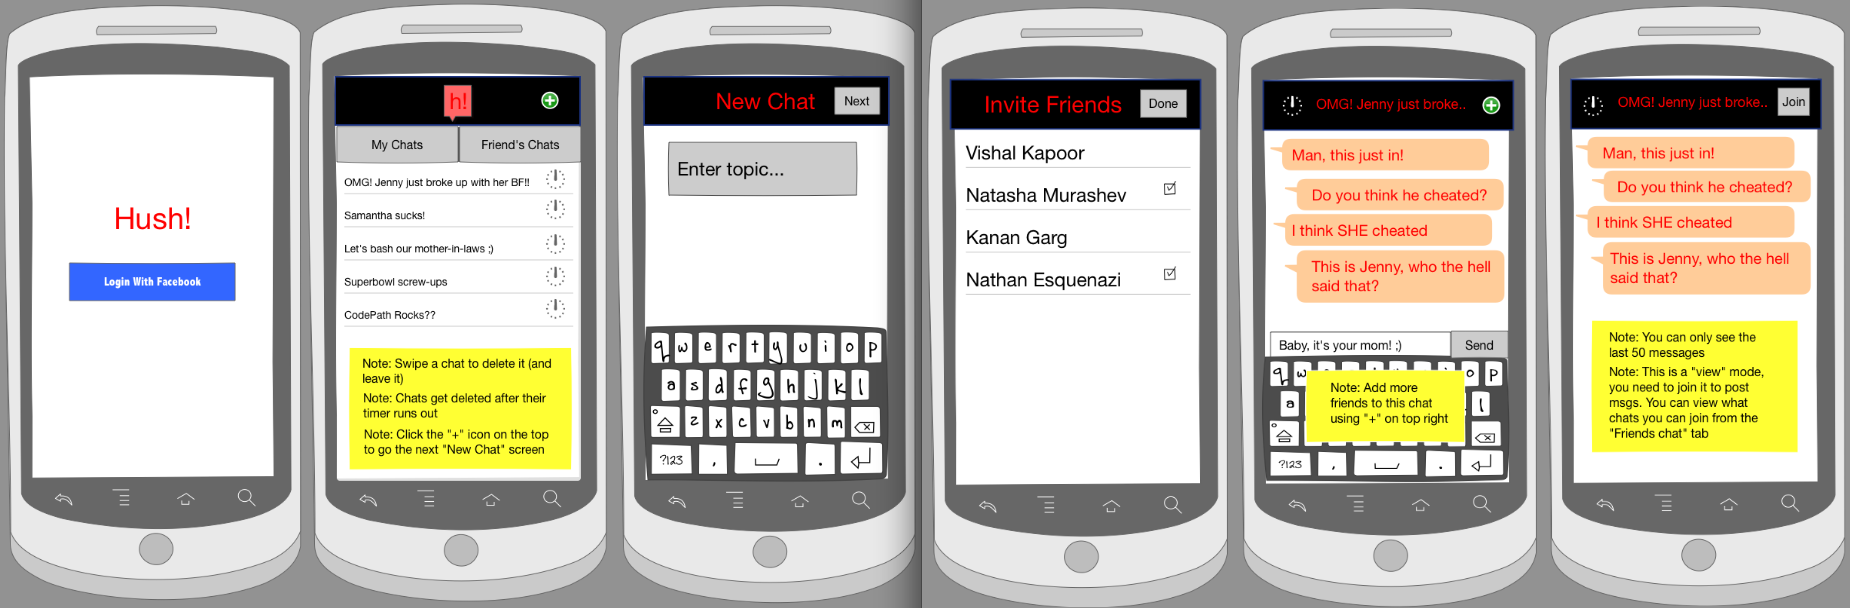 Hush!
Login With Facebook
h!
My Chats
Friend's Chats
OMG! Jenny just broke up with her BF!!
Samantha sucks!
Let's bash our mother-in-laws ;)
Superbowl screw-ups
CodePath Rocks??
Note: Swipe a chat to delete it (and
leave it)
Note: Chats get deleted after their
timer runs out
Note: Click the "+" icon on the top
to go the next "New Chat" screen
New Chat
Next
Enter topic...
q w e r t y u i o p
a s d f g h j k l
z x c v b n m
?123 , .
Invite Friends
Done
Vishal Kapoor
Natasha Murashev
Kanan Garg
Nathan Esquenazi
OMG! Jenny just broke..
Man, this just in!
Do you think he cheated?
I think SHE cheated
This is Jenny, who the hell
said that?
Baby, it's your mom! ;)
Send
q w o p
a l
Note: Add more
friends to this chat
using "+" on top right
?123 , .
OMG! Jenny just broke..
Join
Man, this just in!
Do you think he cheated?
I think SHE cheated
This is Jenny, who the hell
said that?
Note: You can only see the
last 50 messages
Note: This is a "view" mode,
you need to join it to post
msgs. You can view what
chats you can join from the
"Friends chat" tab